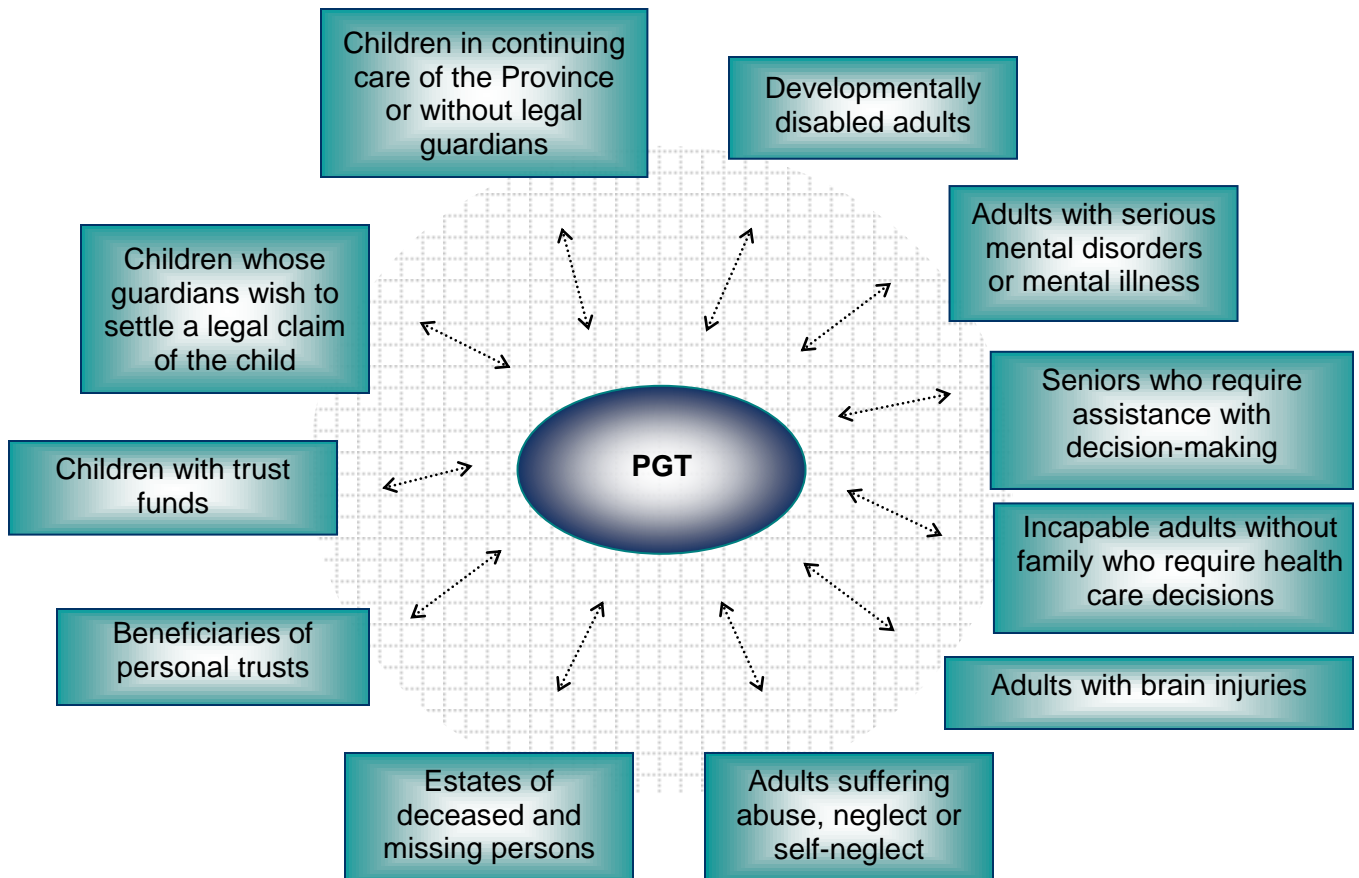 Children in continuing
care of the Province
or without legal
guardians
Developmentally
disabled adults
Adults with serious
mental disorders
or mental illness
Children whose
guardians wish to
settle a legal claim
of the child
Seniors who require
assistance with
decision-making
PGT
Children with trust
funds
Incapable adults without
family who require health
care decisions
Beneficiaries of
personal trusts
Adults with brain injuries
Estates of
deceased and
missing persons
Adults suffering
abuse, neglect or
self-neglect